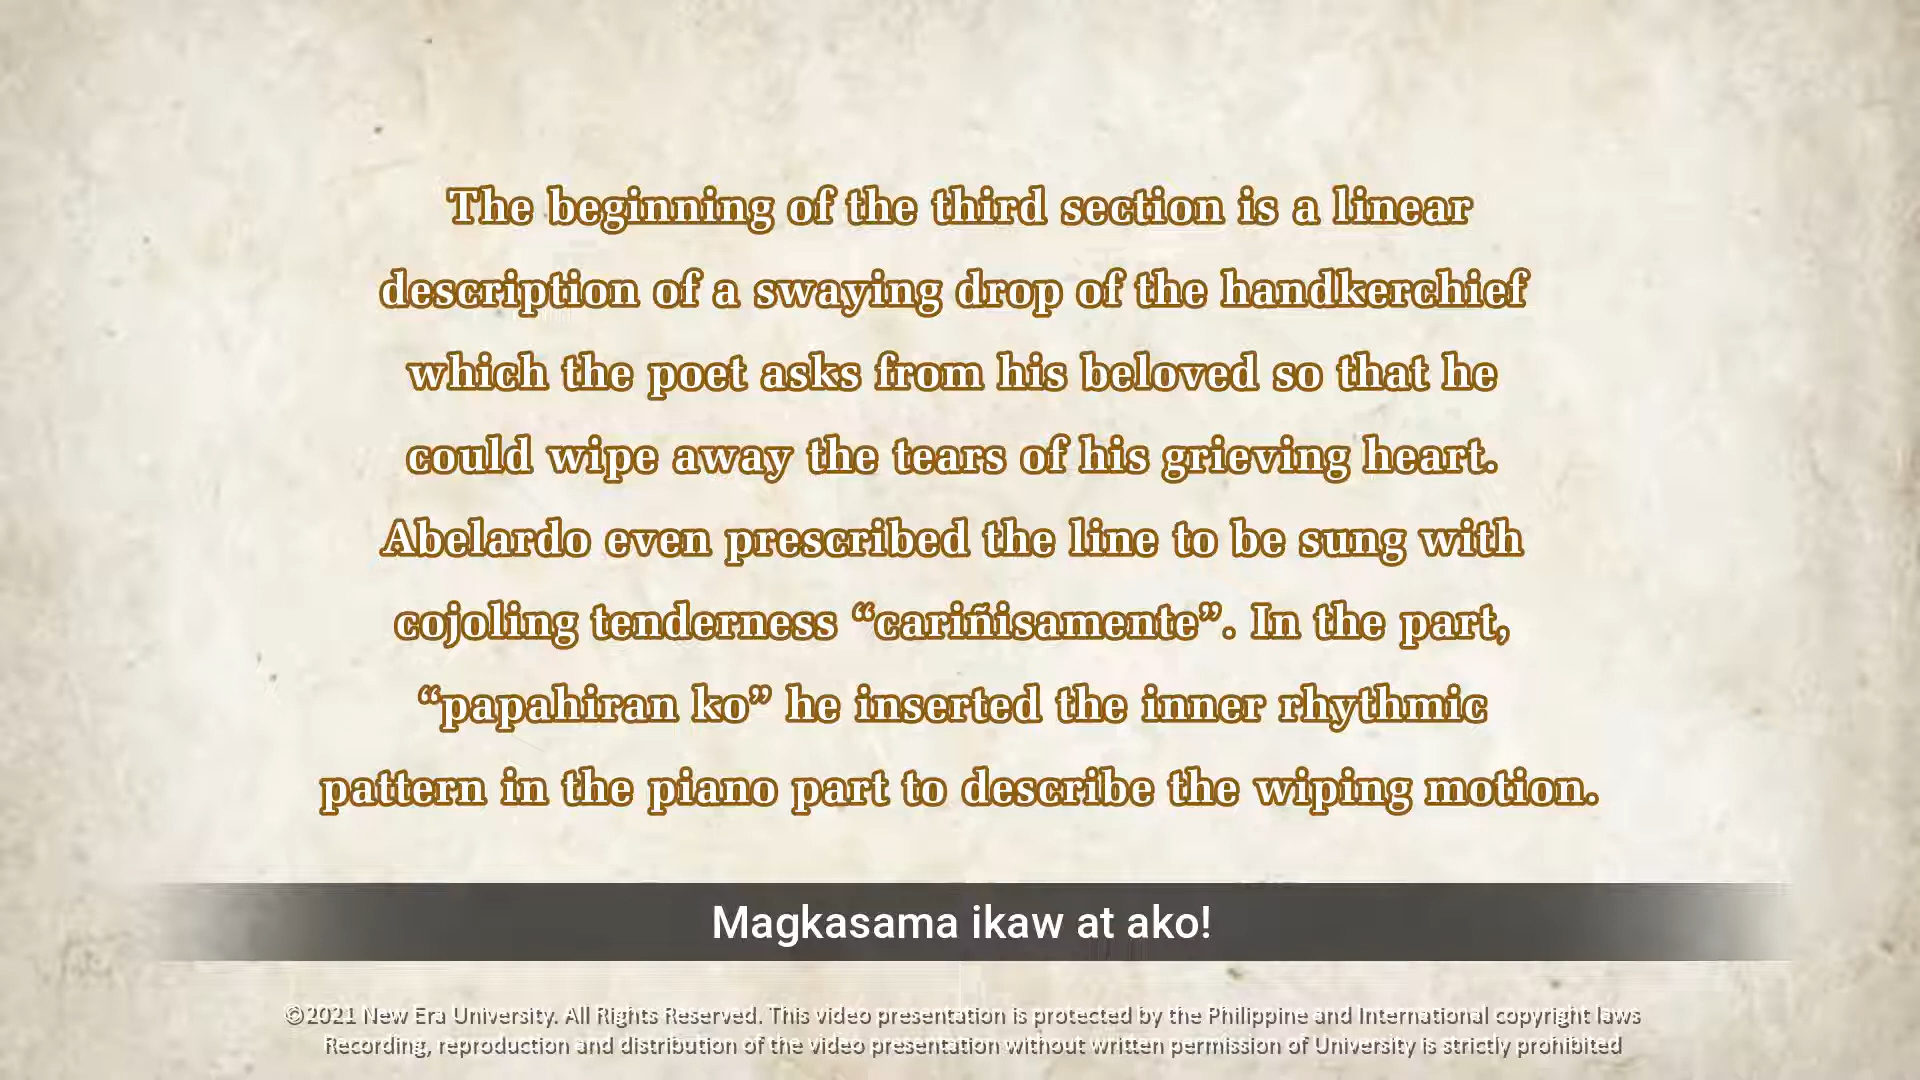 The beginning of the third section is a linear
description of a swaying drop of the handkerchief
which the poet asks from his beloved so that he
could wipe away the tears of his grieving heart.
Abelardo even prescribed the line to be sung with
cojoling tenderness “cariñisamente”. In the part,
“papahiran ko” he inserted the inner rhythmic
pattern in the piano part to describe the wiping motion.
Magkasama ikaw at ako!
©2021 New Era University. All Rights Reserved. This video presentation is protected by the Philippine and International copyright laws
Recording, reproduction and distribution of the video presentation without written permission of University is strictly prohibited